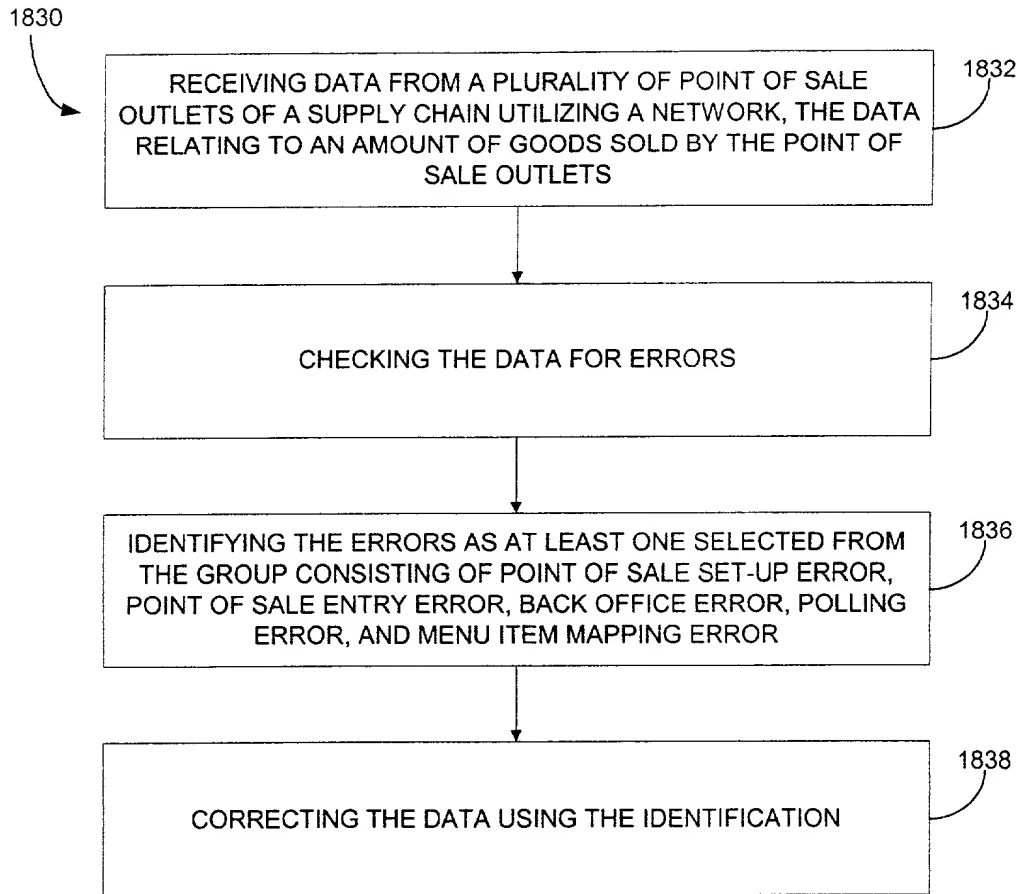 1830
RECEIVING DATA FROM A PLURALITY OF POINT OF SALE
OUTLETS OF A SUPPLY CHAIN UTILIZING A NETWORK, THE DATA
RELATING TO AN AMOUNT OF GOODS SOLD BY THE POINT OF
SALE OUTLETS
1832
CHECKING THE DATA FOR ERRORS
1834
IDENTIFYING THE ERRORS AS AT LEAST ONE SELECTED FROM
THE GROUP CONSISTING OF POINT OF SALE SET-UP ERROR,
POINT OF SALE ENTRY ERROR, BACK OFFICE ERROR, POLLING
ERROR, AND MENU ITEM MAPPING ERROR
1836
CORRECTING THE DATA USING THE IDENTIFICATION
1838